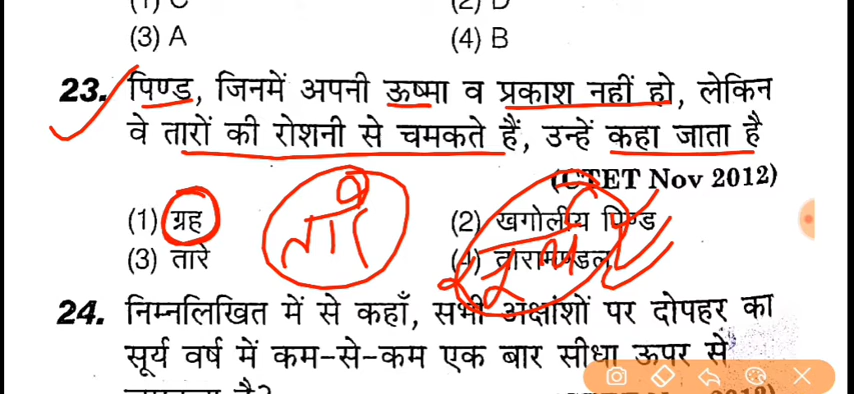 (3) A (4) B
23. पिण्ड, जिनमें अपनी ऊष्मा व प्रकाश नहीं हो, लेकिन
वे तारों की रोशनी से चमकते हैं, उन्हें कहा जाता है
(CTET Nov 2012)
(1) ग्रह (2) खगोलीय पिण्ड
(3) तारे (4) तारामण्डल
तारे
24. निम्नलिखित में से कहाँ, सभी अक्षांशों पर दोपहर का
सूर्य वर्ष में कम-से-कम एक बार सीधा ऊपर से